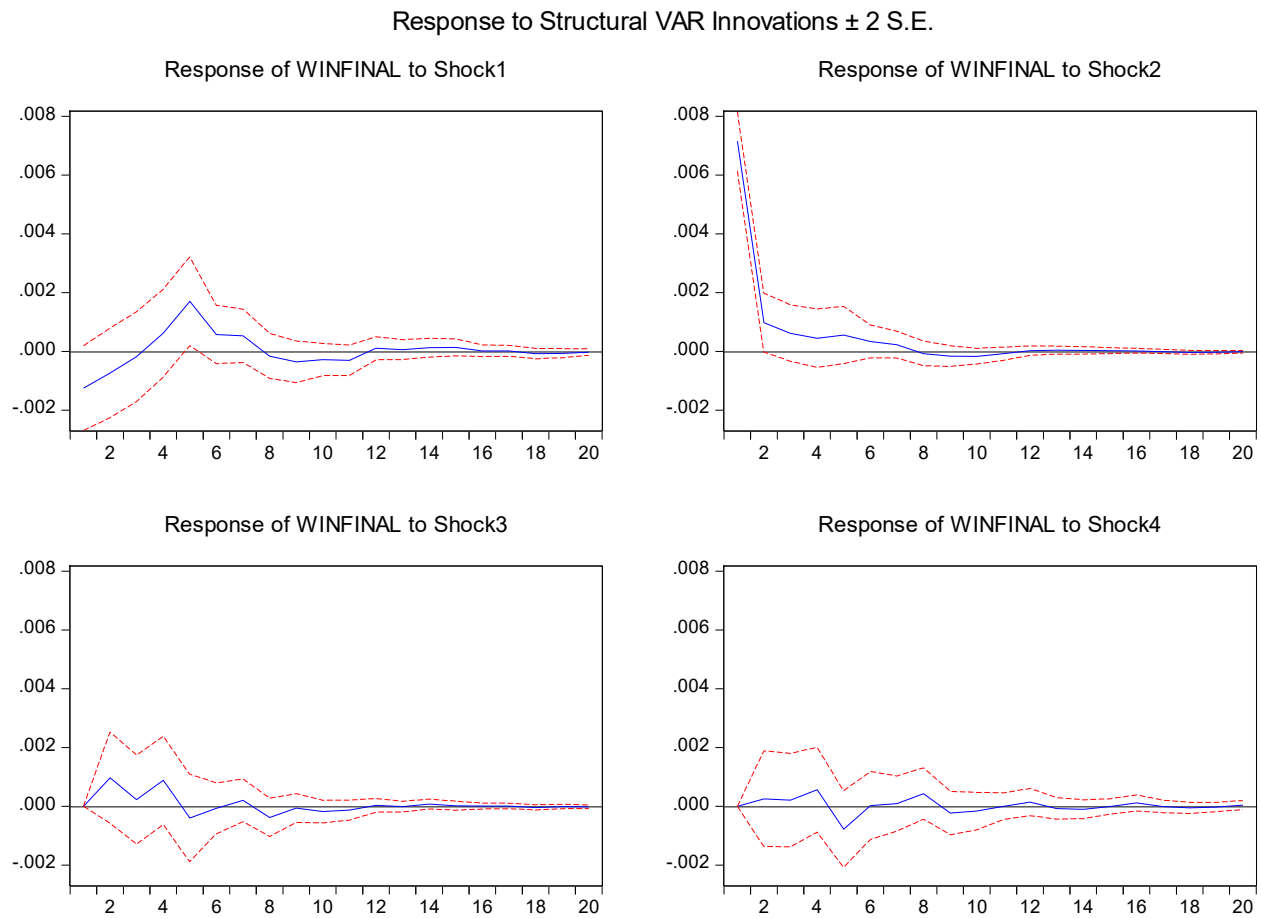 Response to Structural VAR Innovations ± 2 S.E.
Response of WINFINAL to Shock1
.008
.006
.004
.002
.000
-.002
2 4 6 8 10 12 14 16 18 20
Response of WINFINAL to Shock2
.008
.006
.004
.002
.000
-.002
2 4 6 8 10 12 14 16 18 20
Response of WINFINAL to Shock3
.008
.006
.004
.002
.000
-.002
2 4 6 8 10 12 14 16 18 20
Response of WINFINAL to Shock4
.008
.006
.004
.002
.000
-.002
2 4 6 8 10 12 14 16 18 20